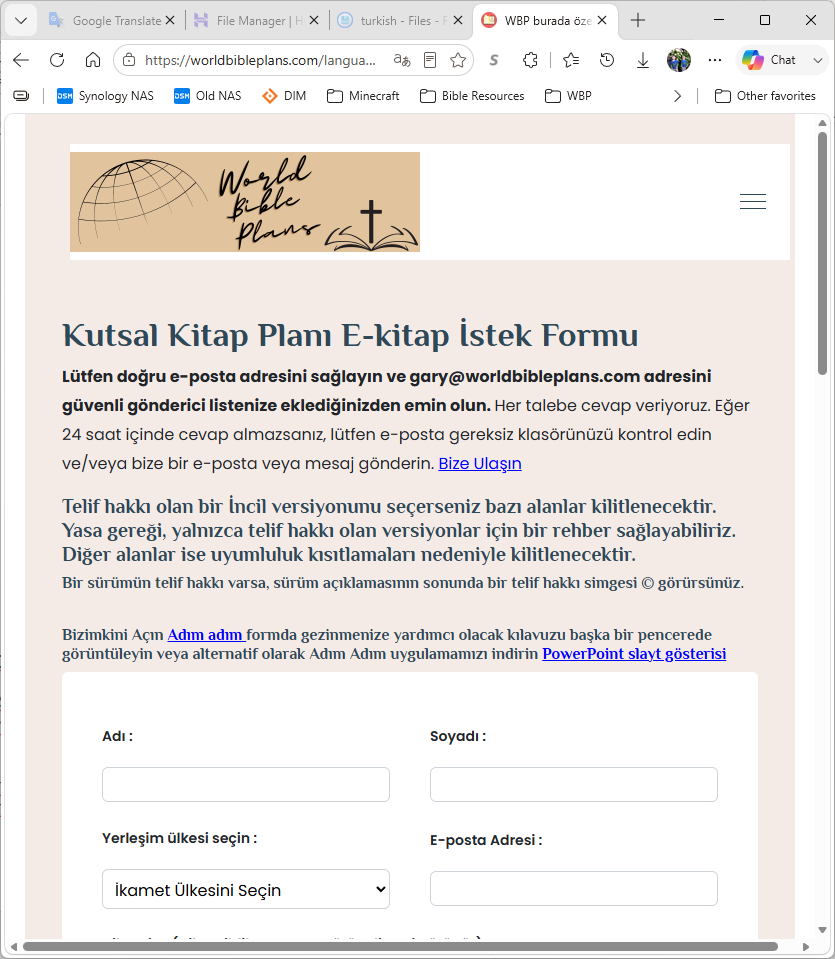 Google Translate
File Manager | H
turkish - Files - F
WBP burada öze
https://worldbibleplans.com/langua...
Chat
Synology NAS
Old NAS
DIM
Minecraft
Bible Resources
WBP
Other favorites
World
Bible
Plans
Kutsal Kitap Planı E-kitap İstek Formu
Lütfen doğru e-posta adresini sağlayın ve gary@worldbibleplans.com adresini
güvenli gönderici listenize eklediğinizden emin olun. Her talebe cevap veriyoruz. Eğer
24 saat içinde cevap almazsanız, lütfen e-posta gereksiz klasörünüzü kontrol edin
ve/veya bize bir e-posta veya mesaj gönderin. Bize Ulaşın
Telif hakkı olan bir İncil versiyonunu seçerseniz bazı alanlar kilitlenecektir.
Yasa gereği, yalnızca telif hakkı olan versiyonlar için bir rehber sağlayabiliriz.
Diğer alanlar ise uyumluluk kısıtlamaları nedeniyle kilitlenecektir.
Bir sürümün telif hakkı varsa, sürüm açıklamasının sonunda bir telif hakkı simgesi © görürsünüz.
Bizimkini Açın Adım adım formda gezinmenize yardımcı olacak kılavuzu başka bir pencerede
görüntüleyin veya alternatif olarak Adım Adım uygulamamızı indirin PowerPoint slayt gösterisi
Adı :
Soyadı :
Yerleşim ülkesi seçin :
E-posta Adresi :
İkamet Ülkesini Seçin